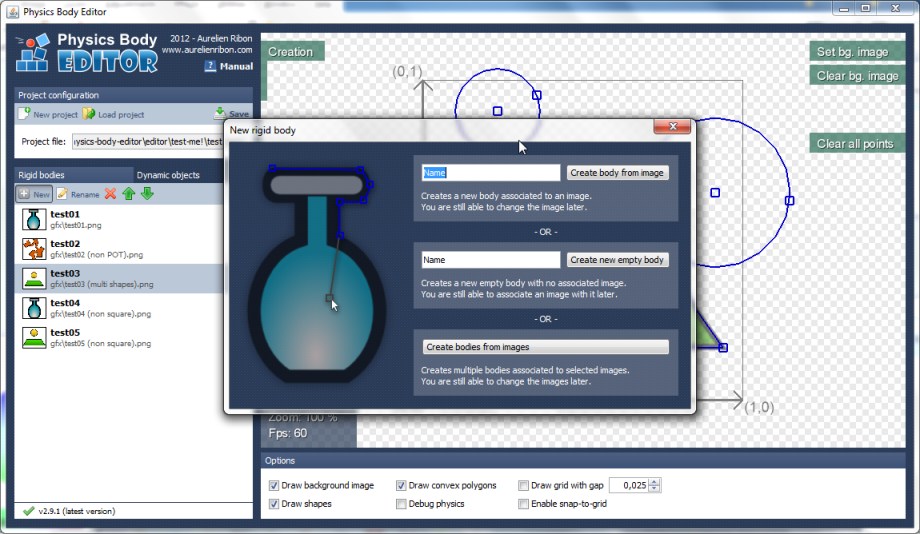 Physics Body Editor
Physics Body
EDITOR
2012 - Aurelien Ribon
www.aurelienribon.com
? Manual
Project configuration
New project
Load project
Save
Project file:
ysics-body-editor\editor\test-me!\test
Rigid bodies
Dynamic objects
New
Rename
test01
gfx\test01.png
test02
gfx\test02 (non POT).png
test03
gfx\test03 (multi shapes).png
test04
gfx\test04 (non square).png
test05
gfx\test05 (non square).png
v2.9.1 (latest version)
Creation
Set bg. image
Clear bg. image
Clear all points
(0,1)
(1,0)
New rigid body
Name
Create body from image
Creates a new body associated to an image.
You are still able to change the image later.
- OR -
Name
Create new empty body
Creates a new empty body with no associated image.
You are still able to associate an image with it later.
- OR -
Create bodies from images
Creates multiple bodies associated to selected images.
You are still able to change the images later.
Zoom: 100 %
Fps: 60
Options
Draw background image
Draw convex polygons
Draw grid with gap
0,025
Draw shapes
Debug physics
Enable snap-to-grid